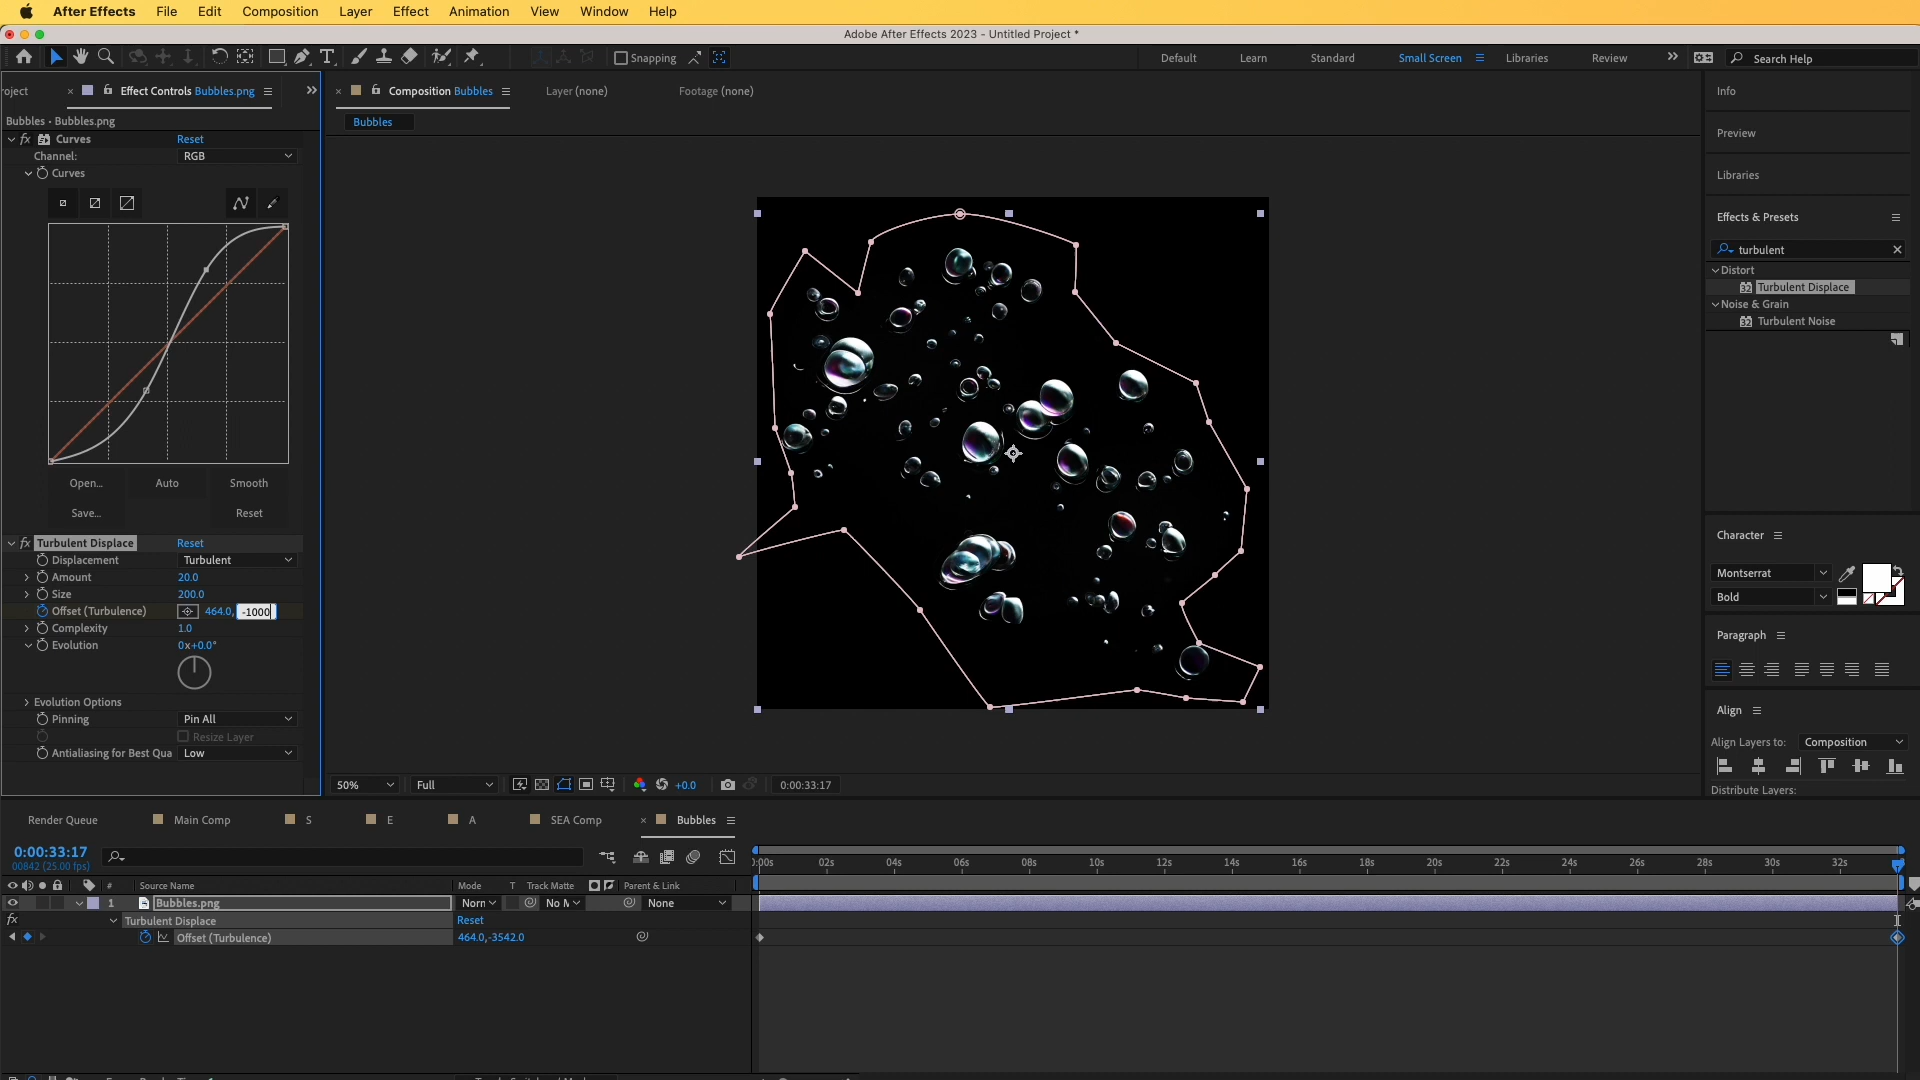 After Effects File Edit Composition Layer Effect Animation View Window Help
Adobe After Effects 2023 - Untitled Project *
Snapping Default Learn Standard Small Screen Libraries Review Search Help
roject Effect Controls Bubbles.png Composition Bubbles Layer (none) Footage (none) Info
Bubbles • Bubbles.png
Bubbles
fx Curves Reset
Preview
Channel: RGB
Curves
Libraries
Effects & Presets
turbulent
Distort
Turbulent Displace
Noise & Grain
Turbulent Noise
Open... Auto Smooth
Save... Reset
fx Turbulent Displace Reset
Displacement Turbulent
Amount 20.0
Size 200.0
Offset (Turbulence) 464.0, -1000
Complexity 1.0
Evolution 0x+0.0°
Evolution Options
Pinning Pin All
Resize Layer
Antialiasing for Best Qua Low
Character
Montserrat
Bold
Paragraph
Align
Align Layers to: Composition
Distribute Layers:
50% Full +0.0 0:00:33:17
Render Queue Main Comp S E A SEA Comp Bubbles
0:00:33:17
00842 (25.00 fps)
0:00s 02s 04s 06s 08s 10s 12s 14s 16s 18s 20s 22s 24s 26s 28s 30s 32s
# Source Name Mode T Track Matte Parent & Link
1 Bubbles.png Norn No M None
fx Turbulent Displace Reset
Offset (Turbulence) 464.0,-3542.0